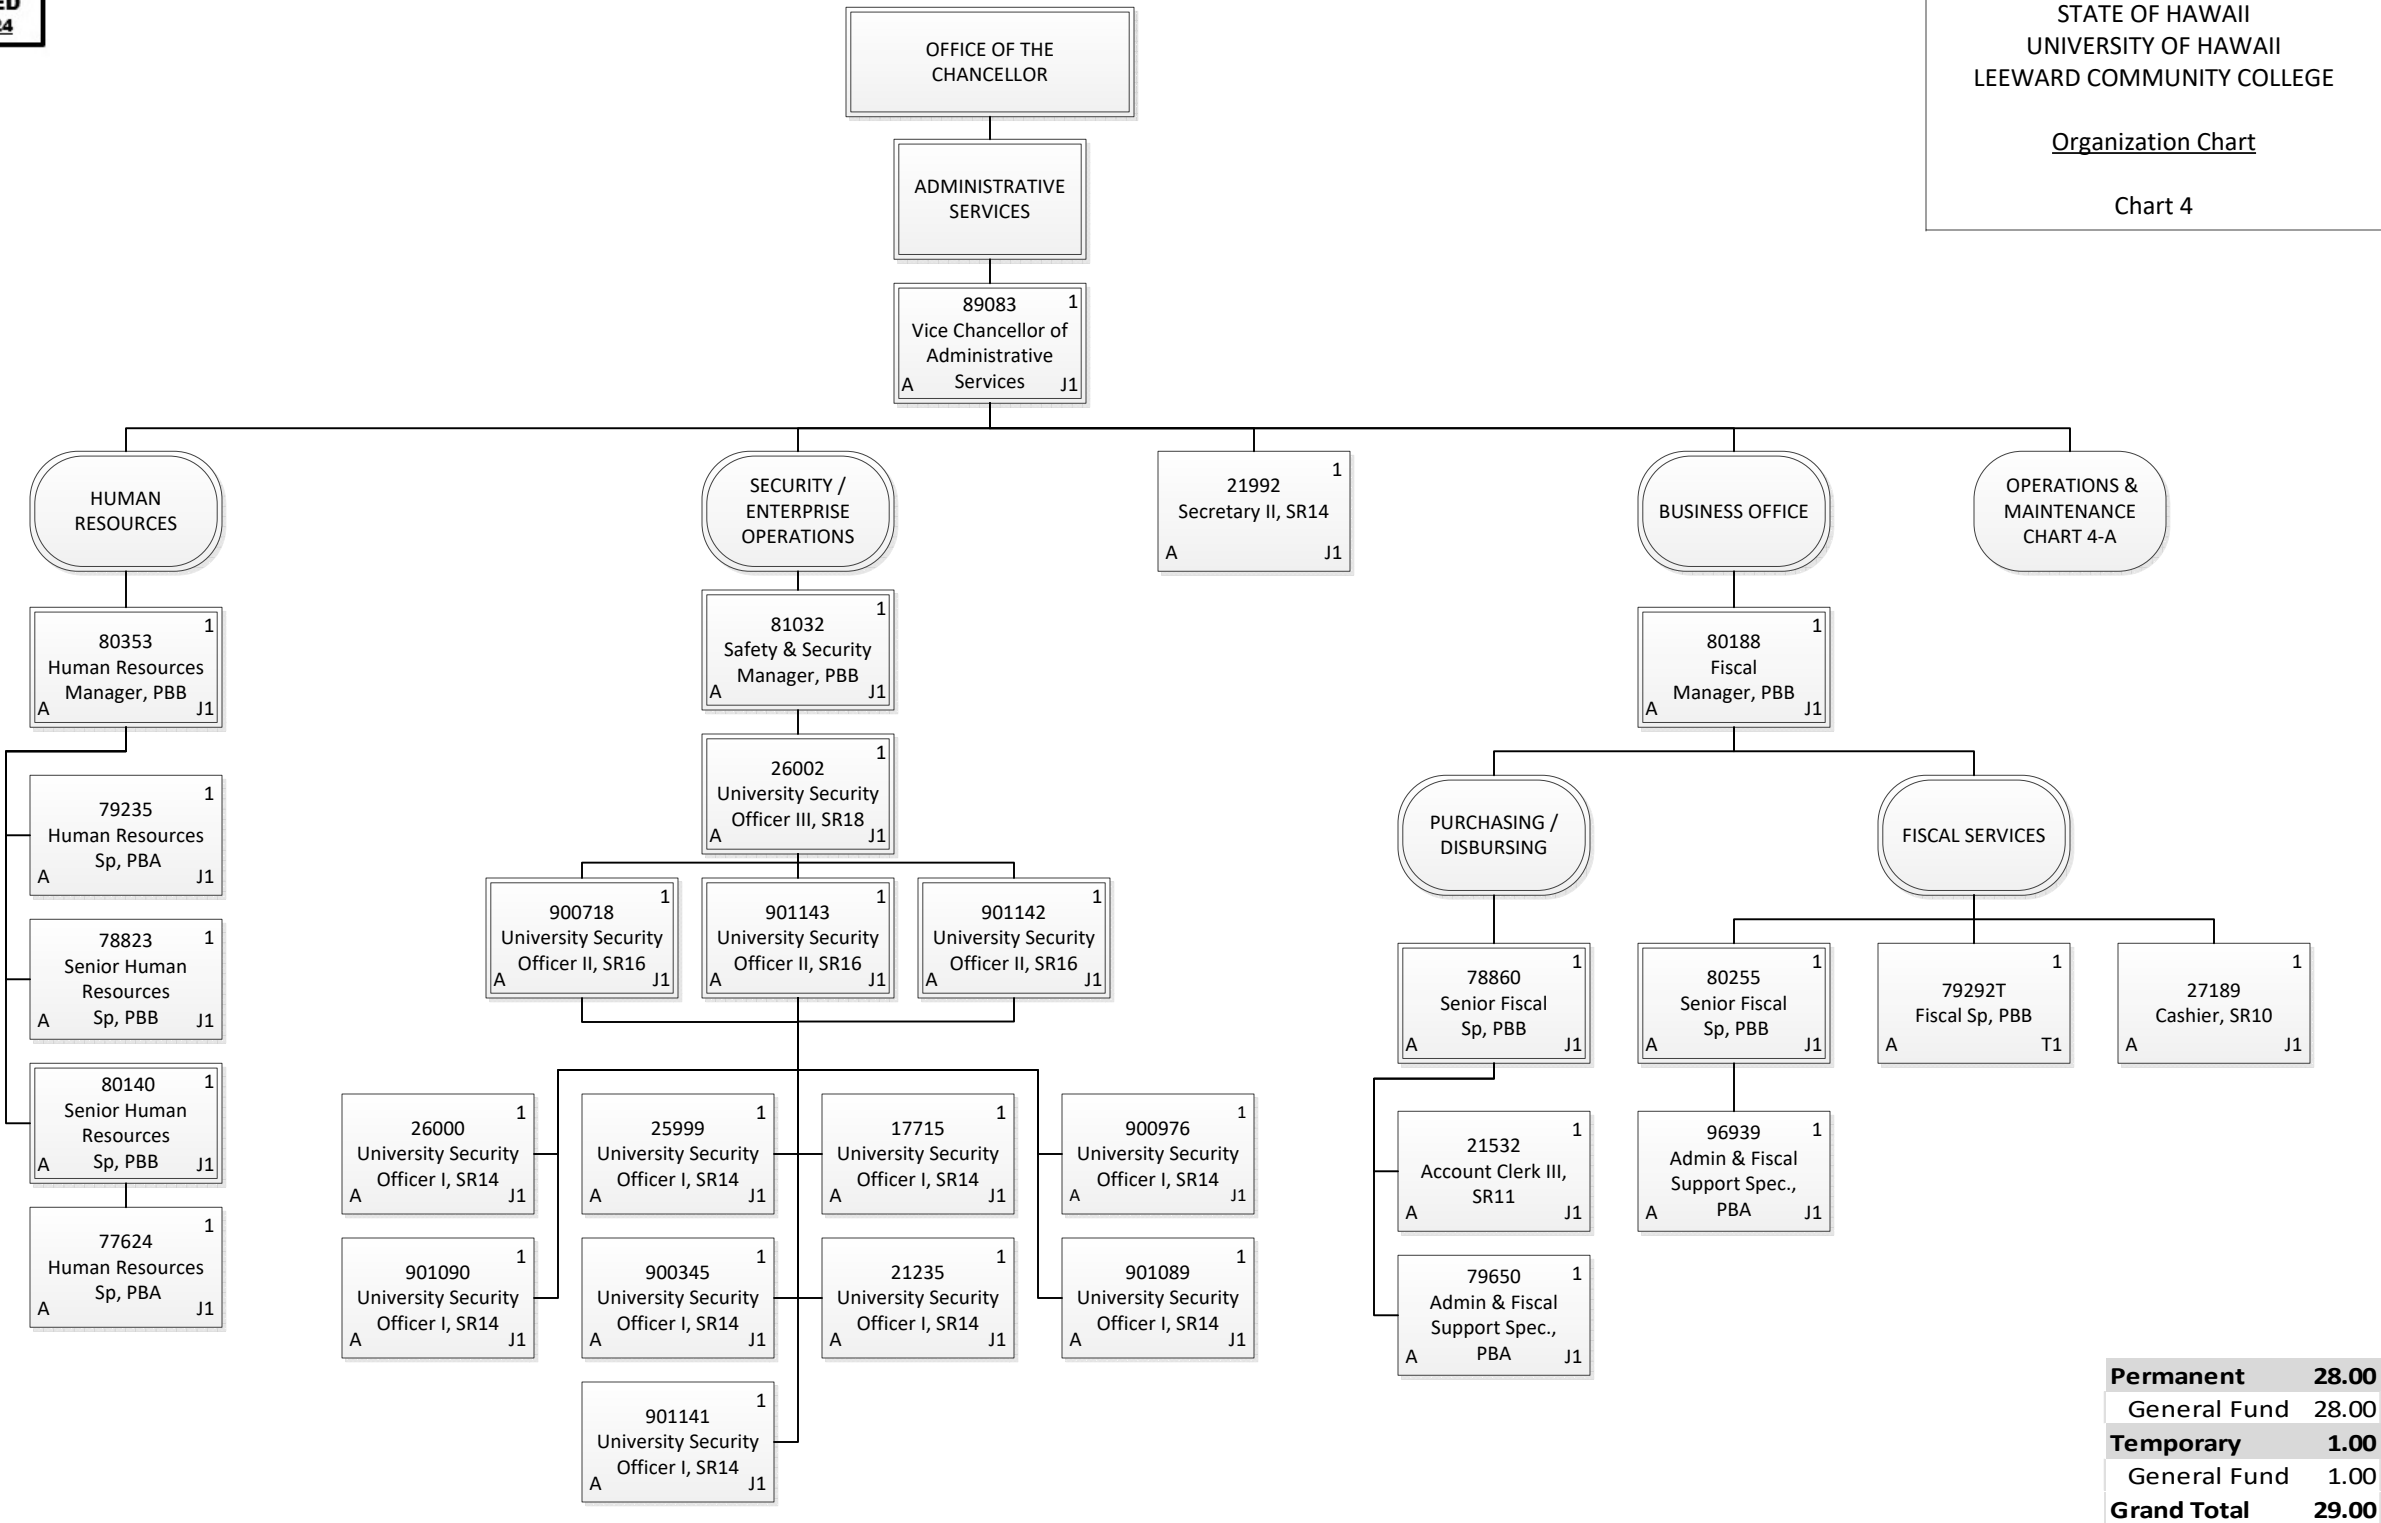 ED
24
STATE OF HAWAII
UNIVERSITY OF HAWAII
LEEWARD COMMUNITY COLLEGE
Organization Chart
Chart 4
OFFICE OF THE
CHANCELLOR
ADMINISTRATIVE
SERVICES
89083 1
Vice Chancellor of
Administrative
A Services J1
HUMAN
RESOURCES
80353 1
Human Resources
Manager, PBB
A J1
79235 1
Human Resources
Sp, PBA
A J1
78823 1
Senior Human
Resources
A Sp, PBB J1
80140 1
Senior Human
Resources
A Sp, PBB J1
77624 1
Human Resources
Sp, PBA
A J1
SECURITY /
ENTERPRISE
OPERATIONS
81032 1
Safety & Security
Manager, PBB
A J1
26002 1
University Security
Officer III, SR18
A J1
900718 1
University Security
Officer II, SR16
A J1
901143 1
University Security
Officer II, SR16
A J1
901142 1
University Security
Officer II, SR16
A J1
26000 1
University Security
Officer I, SR14
A J1
25999 1
University Security
Officer I, SR14
A J1
17715 1
University Security
Officer I, SR14
A J1
900976 1
University Security
Officer I, SR14
A J1
901090 1
University Security
Officer I, SR14
A J1
900345 1
University Security
Officer I, SR14
A J1
21235 1
University Security
Officer I, SR14
A J1
901089 1
University Security
Officer I, SR14
A J1
901141 1
University Security
Officer I, SR14
A J1
21992 1
Secretary II, SR14
A J1
BUSINESS OFFICE
80188 1
Fiscal
Manager, PBB
A J1
PURCHASING /
DISBURSING
78860 1
Senior Fiscal
Sp, PBB
A J1
21532 1
Account Clerk III,
SR11
A J1
79650 1
Admin & Fiscal
Support Spec.,
A PBA J1
FISCAL SERVICES
80255 1
Senior Fiscal
Sp, PBB
A J1
96939 1
Admin & Fiscal
Support Spec.,
A PBA J1
79292T 1
Fiscal Sp, PBB
A T1
27189 1
Cashier, SR10
A J1
OPERATIONS &
MAINTENANCE
CHART 4-A
Permanent 28.00
General Fund 28.00
Temporary 1.00
General Fund 1.00
Grand Total 29.00